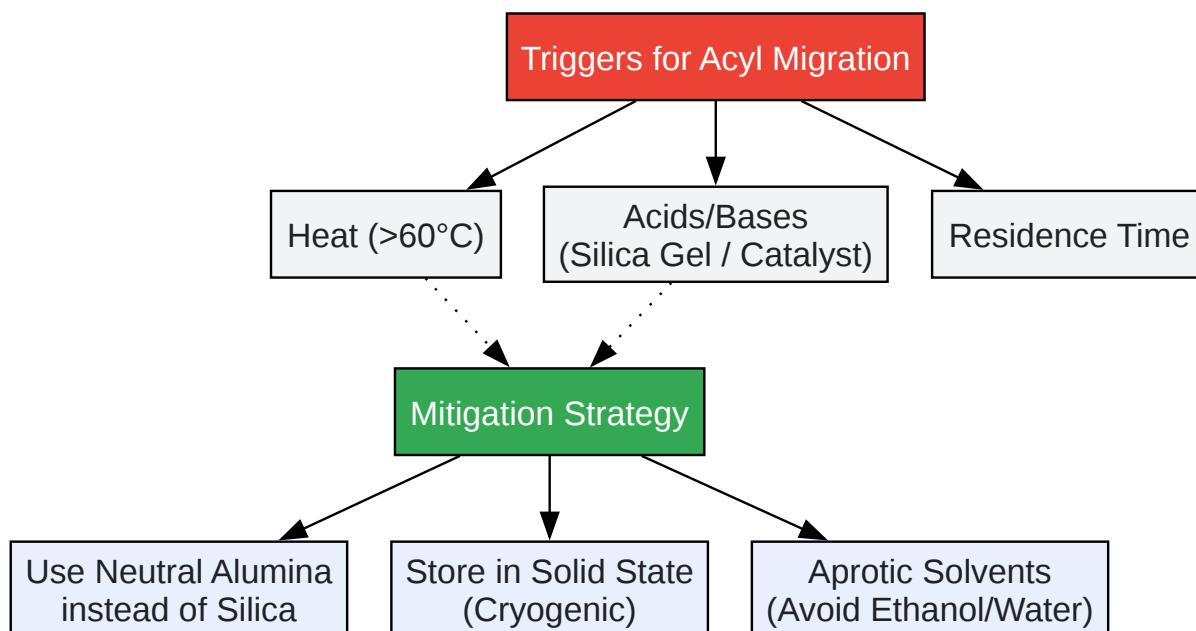 Triggers for Acyl Migration
Heat (>60°C)
Acids/Bases
(Silica Gel / Catalyst)
Residence Time
Mitigation Strategy
Use Neutral Alumina
instead of Silica
Store in Solid State
(Cryogenic)
Aprotic Solvents
(Avoid Ethanol/Water)